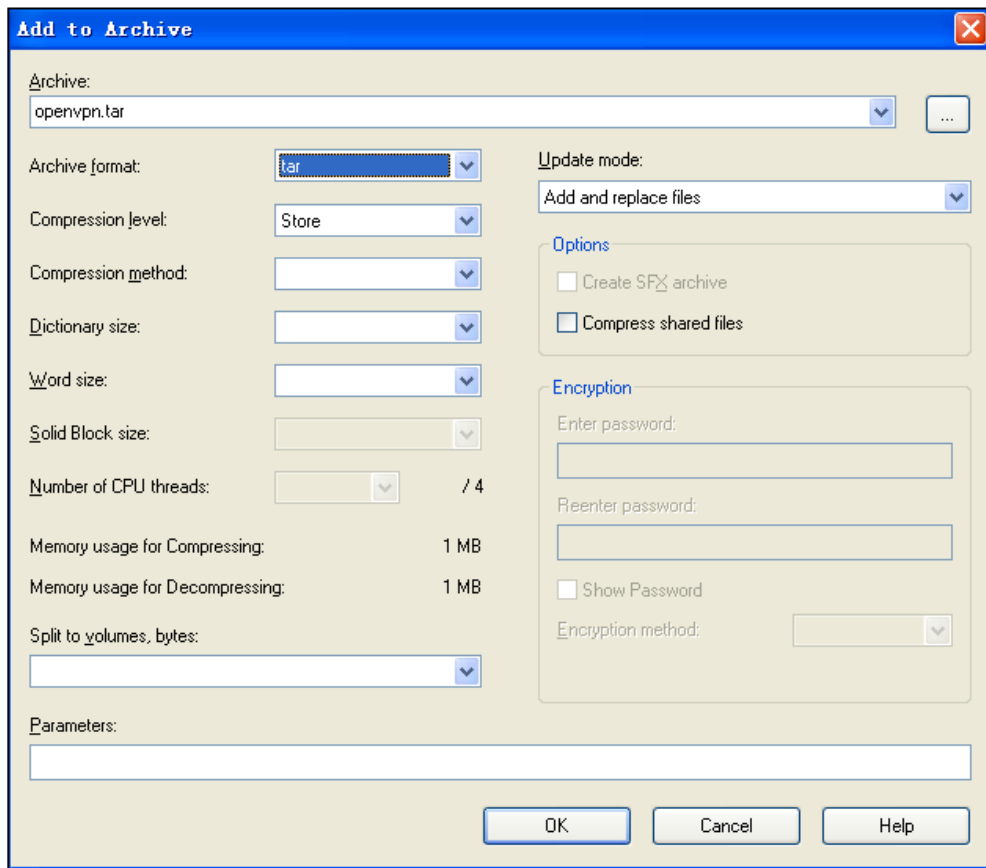 Add to Archive
Archive:
openvpn.tar
...
Archive format:
tar
Update mode:
Add and replace files
Compression level:
Store
Options
Create SFX archive
Compress shared files
Compression method:
Dictionary size:
Word size:
Encryption
Enter password:
Solid Block size:
Number of CPU threads:
/ 4
Reenter password:
Memory usage for Compressing:
1 MB
Memory usage for Decompressing:
1 MB
Show Password
Encryption method:
Split to volumes, bytes:
Parameters:
OK
Cancel
Help